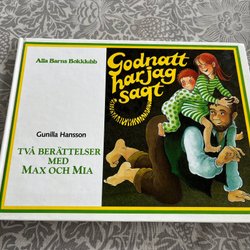 Alla Barns Bokklubb
Godnatt
har jag
sagt
Gunilla Hansson
TVÅ BERÄTTELSER
MED
MAX OCH MIA